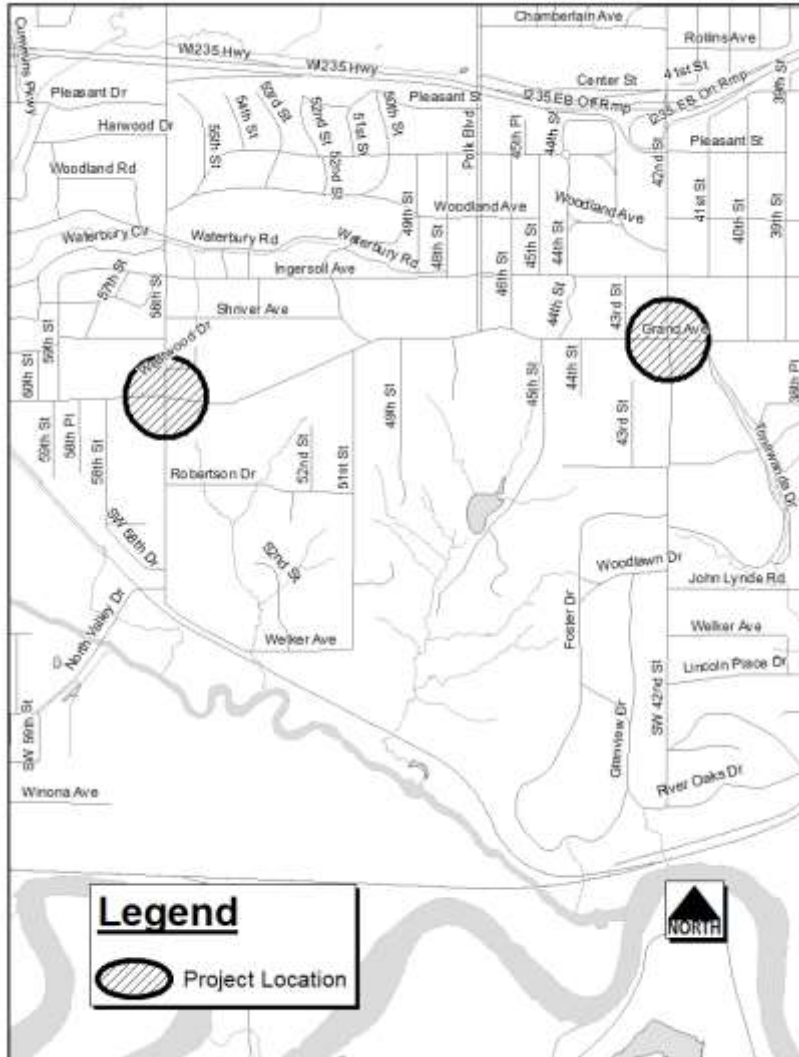 Chamberlain Ave
Rollins Ave
Cummins Pkwy
WI235 Hwy
WI235 Hwy
Center St
41st St
39th St
Pleasant Dr
54th St
53rd St
52nd St
51st St
50th St
Pleasant St
I235 EB Off Rmp
I235 EB On Rmp
Harwood Dr
55th St
52nd St
Polk Blvd
45th Pl
44th St
42nd St
Pleasant St
Woodland Rd
49th St
48th St
Woodland Ave
Woodland Ave
41st St
40th St
39th St
Waterbury Cir
Waterbury Rd
Waterbury Rd
46th St
45th St
44th St
Ingersoll Ave
57th St
56th St
Shriver Ave
44th St
43rd St
Grand Ave
60th St
59th St
Wistwood Dr
49th St
45th St
44th St
43rd St
38th Pl
Tonawanda Dr
59th St
58th Pl
58th St
Robertson Dr
52nd St
51st St
SW 56th Dr
52nd St
Woodlawn Dr
John Lynde Rd
North Valley Dr
Welker Ave
Foster Dr
Welker Ave
Lincoln Place Dr
SW 59th St
Glenview Dr
SW 42nd St
River Oaks Dr
Winona Ave
Legend
Project Location
NORTH